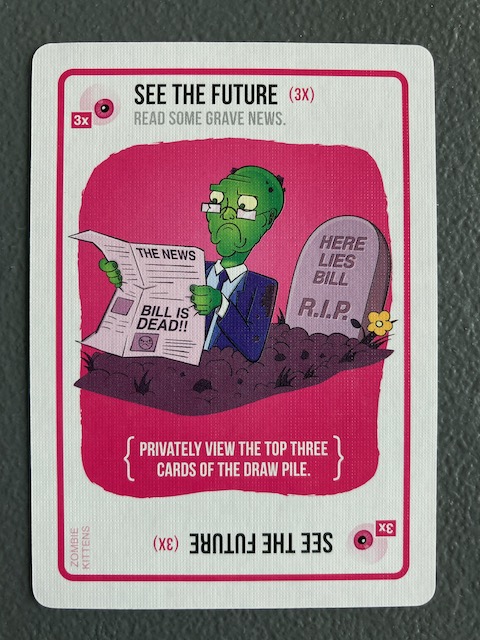 3x
SEE THE FUTURE (3X)
READ SOME GRAVE NEWS.
THE NEWS
BILL IS
DEAD!!
HERE
LIES
BILL
R.I.P.
{ PRIVATELY VIEW THE TOP THREE
CARDS OF THE DRAW PILE. }
ZOMBIE
KITTENS
3x
SEE THE FUTURE (3X)